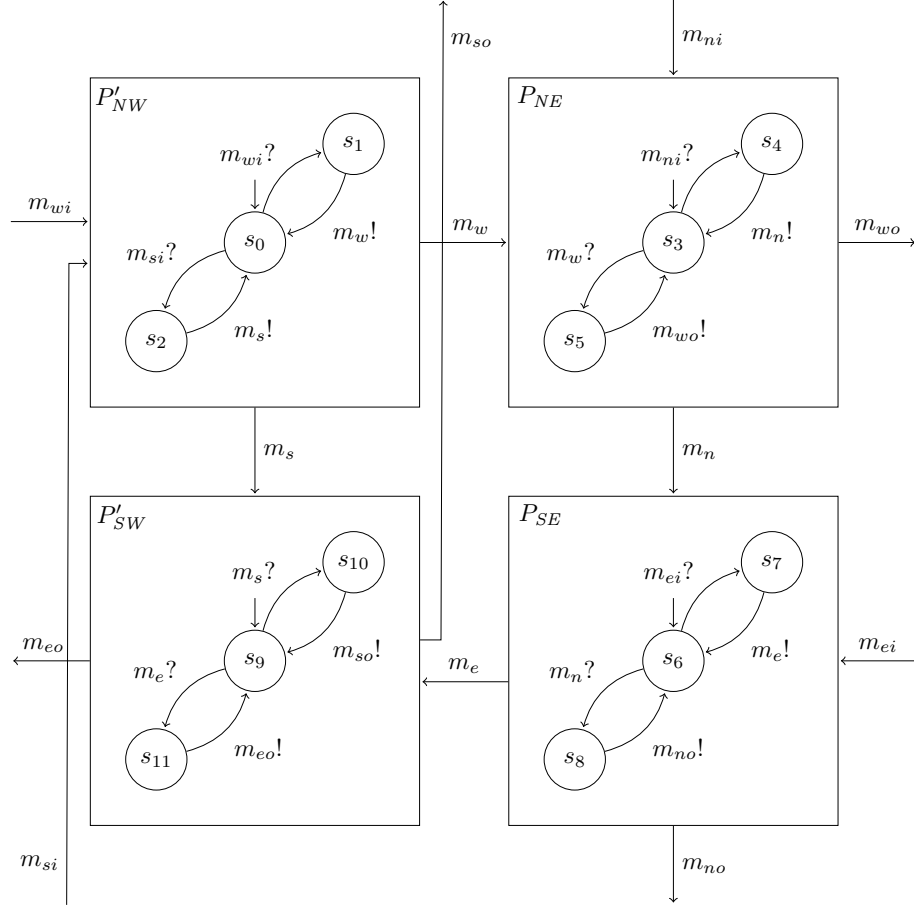 m_so
m_ni
P'_NW
s_1
m_wi?
m_wi
s_0
m_w!
m_si?
s_2
m_s!
m_w
P_NE
s_4
m_ni?
s_3
m_n!
m_w?
s_5
m_wo!
m_wo
m_s
m_n
P'_SW
s_10
m_s?
s_9
m_so!
m_e?
s_11
m_eo!
m_eo
m_e
P_SE
s_7
m_ei?
s_6
m_e!
m_n?
s_8
m_no!
m_ei
m_si
m_no